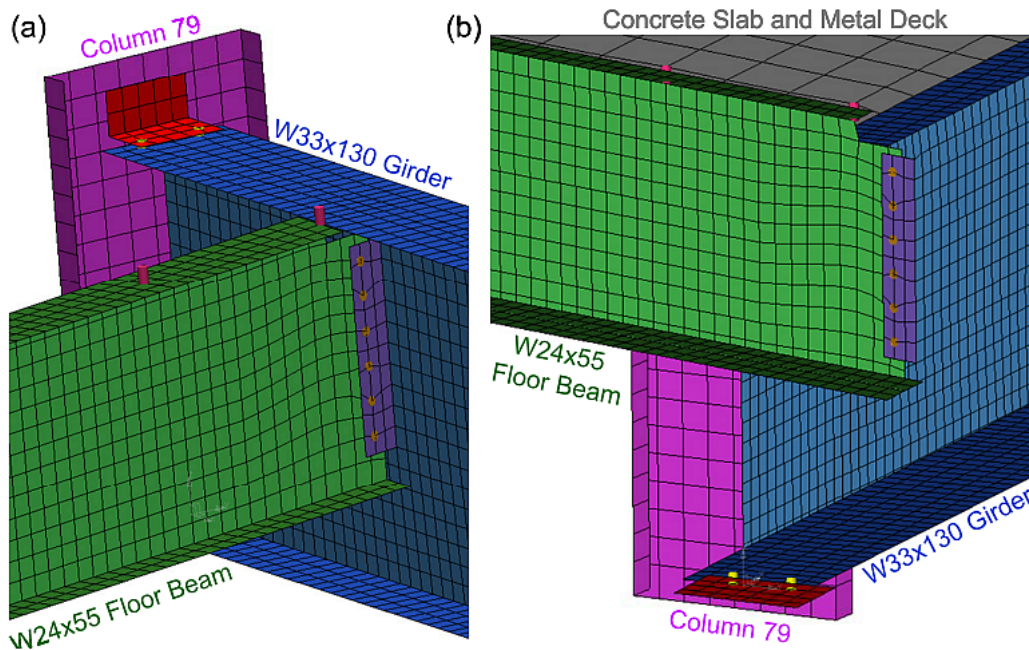 (a)
Column 79
W33x130 Girder
W24x55 Floor Beam
(b)
Concrete Slab and Metal Deck
W24x55
Floor Beam
W33x130 Girder
Column 79